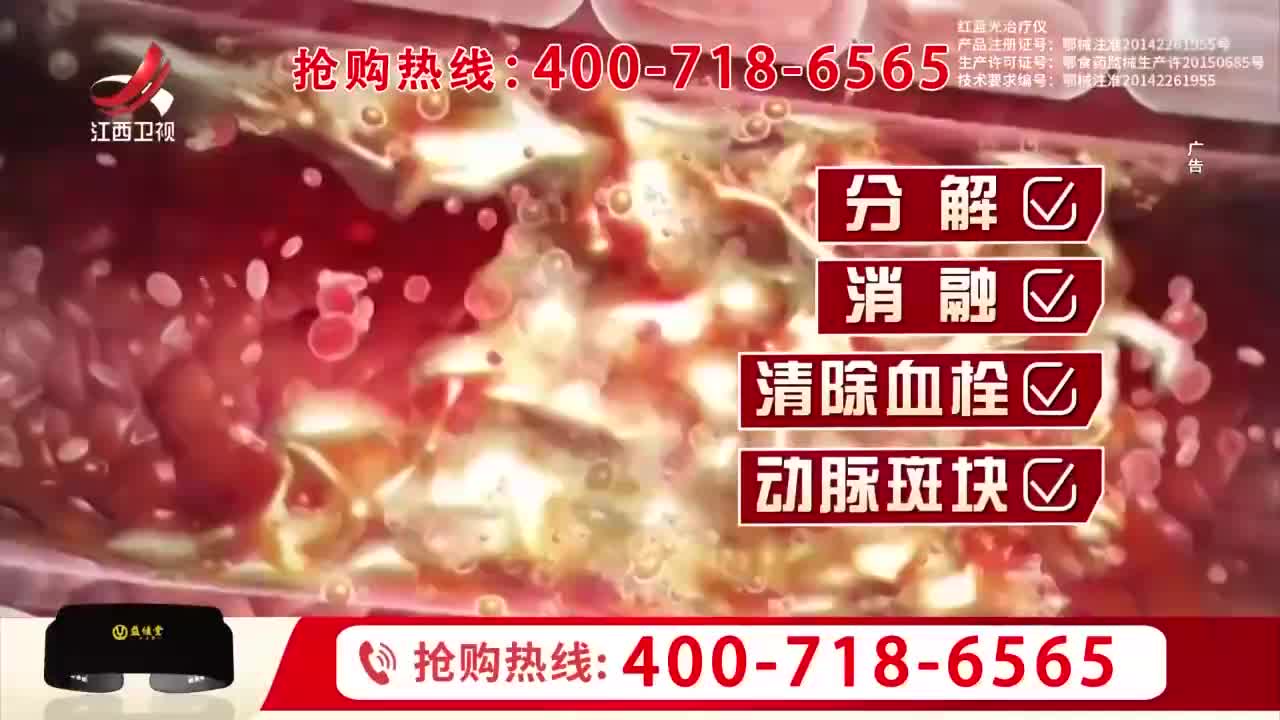 红蓝光治疗仪
产品注册证号：鄂械注准20142261955号
生产许可证号：鄂食药监械生产许20150685号
技术要求编号：鄂械注准20142261955
抢购热线：400-718-6565
江西卫视
广告
分解
消融
清除血栓
动脉斑块
抢购热线：400-718-6565